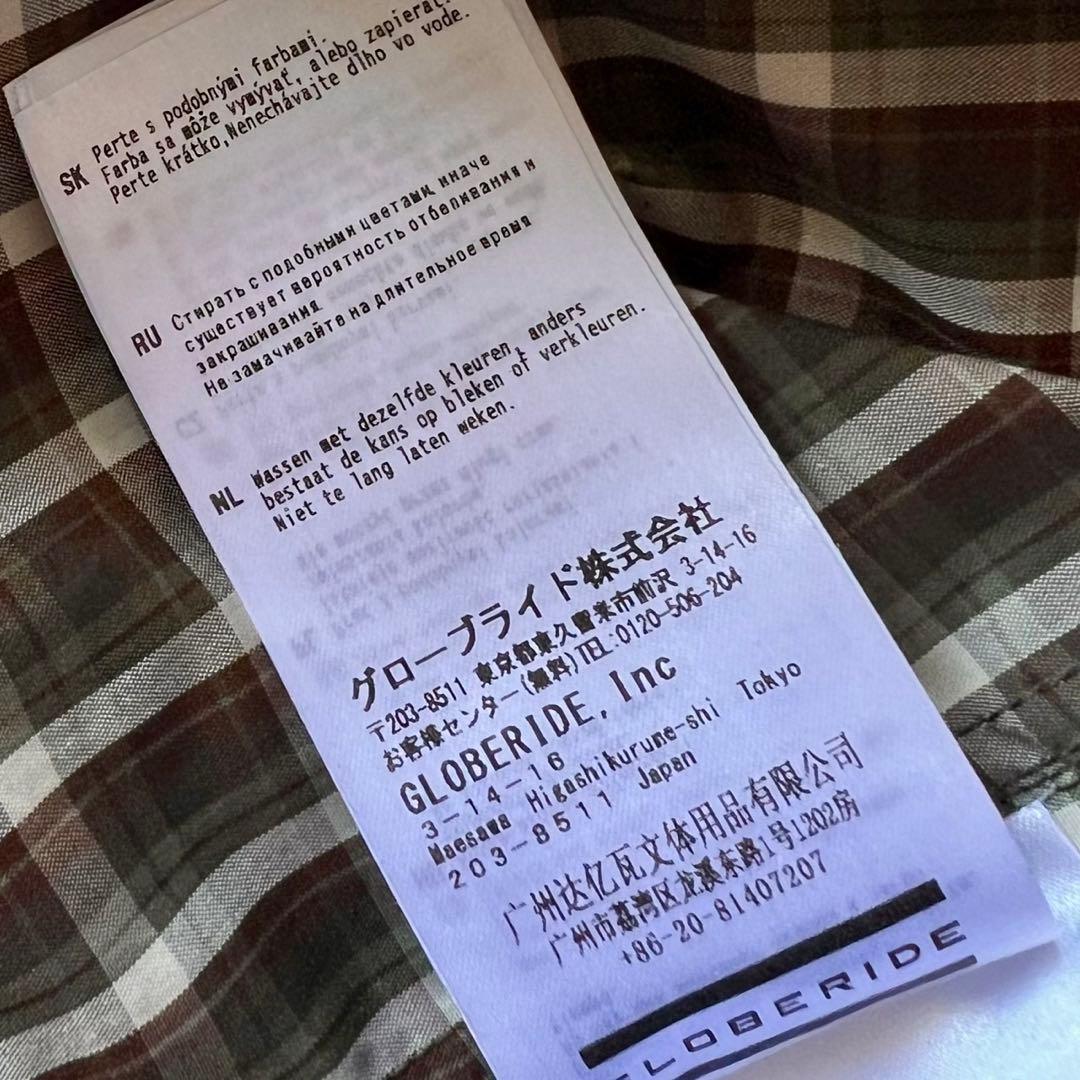 SK Perte s podobnými farbami.
Farba sa môže vymývať, alebo zapierať.
Perte krátko,Nenechávajte dlho vo vode.
RU Стирать с подобными цветами, иначе
существует вероятность отбеливания и
закрашивания.
Не замачивайте на длительное время
NL Wassen met dezelfde kleuren, anders
bestaat de kans op bleken of verkleuren.
Niet te lang laten weken.
グローブライド株式会社
〒203-8511 東京都東久留米市前沢 3-14-16
お客様センター(無料)TEL:0120-506-204
GLOBERIDE, Inc
3-14-16
Maesawa Higashikurume-shi Tokyo
203-8511 Japan
广州达亿瓦文体用品有限公司
广州市荔湾区龙溪东路1号1202房
+86-20-81407207
LOBERIDE